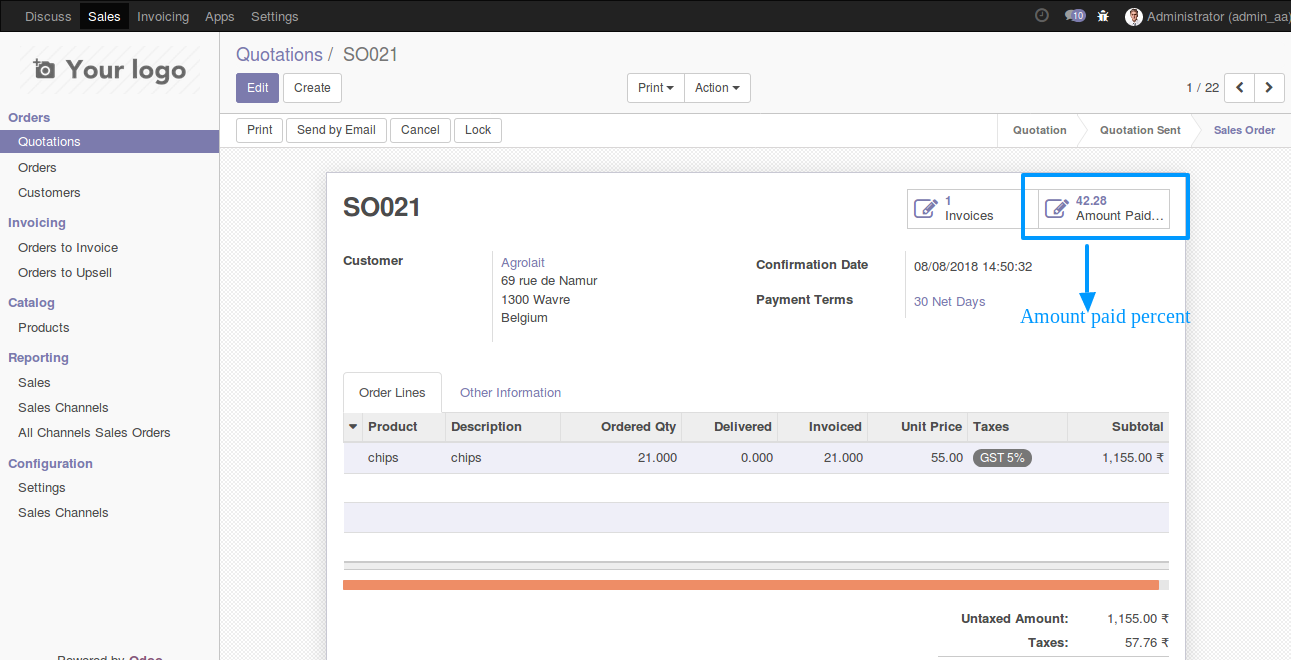 Discuss Sales Invoicing Apps Settings 10 Administrator (admin_aa)
Your logo
Quotations / SO021
Edit Create Print Action 1 / 22
Print Send by Email Cancel Lock Quotation Quotation Sent Sales Order
Orders
Quotations
Orders
Customers
Invoicing
Orders to Invoice
Orders to Upsell
Catalog
Products
Reporting
Sales
Sales Channels
All Channels Sales Orders
Configuration
Settings
Sales Channels
Powered by Odoo
SO021
1
Invoices
42.28
Amount Paid...
Customer
Agrolait
69 rue de Namur
1300 Wavre
Belgium
Confirmation Date 08/08/2018 14:50:32
Payment Terms 30 Net Days
Amount paid percent
Order Lines Other Information
Product Description Ordered Qty Delivered Invoiced Unit Price Taxes Subtotal
chips chips 21.000 0.000 21.000 55.00 GST 5% 1,155.00 ₹
Untaxed Amount: 1,155.00 ₹
Taxes: 57.76 ₹